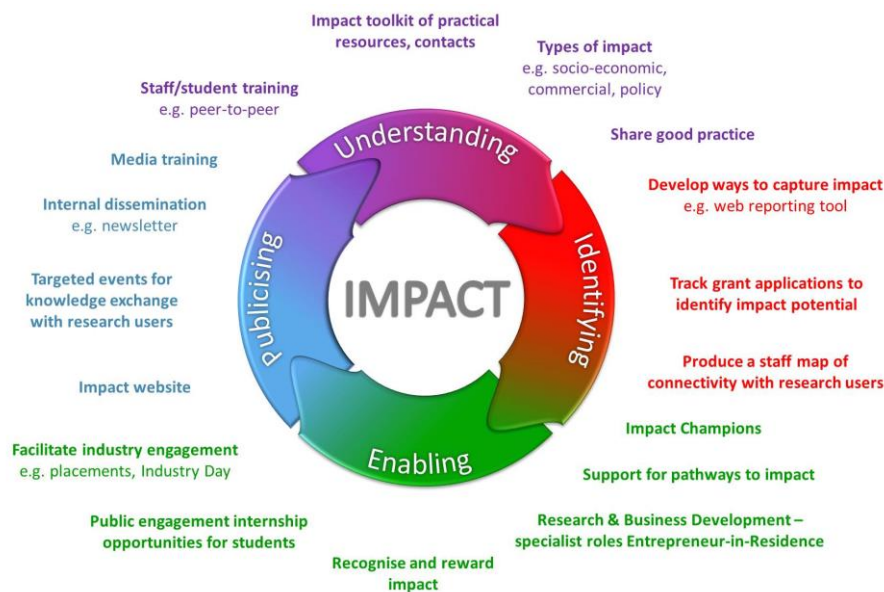 Impact toolkit of practical
resources, contacts
Types of impact
e.g. socio-economic,
commercial, policy
Staff/student training
e.g. peer-to-peer
Share good practice
Understanding
Media training
Develop ways to capture impact
e.g. web reporting tool
Internal dissemination
e.g. newsletter
Track grant applications to
identify impact potential
Targeted events for
knowledge exchange
with research users
Publicising
IMPACT
Identifying
Produce a staff map of
connectivity with research users
Impact website
Impact Champions
Facilitate industry engagement
e.g. placements, Industry Day
Enabling
Support for pathways to impact
Public engagement internship
opportunities for students
Research & Business Development –
specialist roles Entrepreneur-in-Residence
Recognise and reward
impact